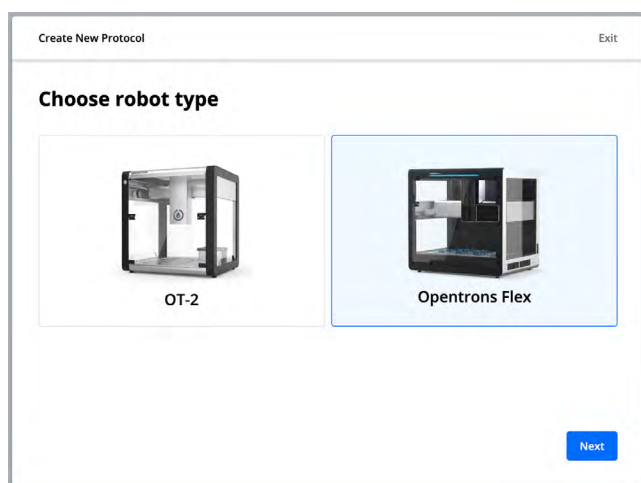 Create New Protocol
Exit
Choose robot type
OT-2
Opentrons Flex
Next